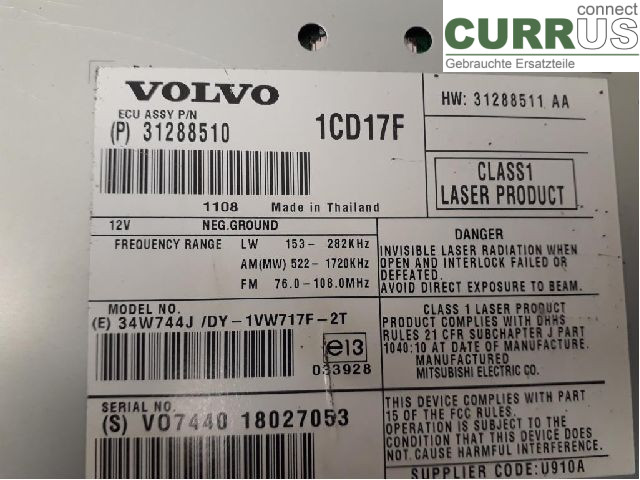 connect
CURRUS
Gebrauchte Ersatzteile
VOLVO
ECU ASSY P/N
(P) 31288510
1CD17F
HW: 31288511 AA
CLASS1
LASER PRODUCT
1108 Made in Thailand
12V NEG.GROUND
FREQUENCY RANGE LW 153- 282KHz
AM(MW) 522-1720KHz
FM 76.0-108.0MHz
DANGER
INVISIBLE LASER RADIATION WHEN
OPEN AND INTERLOCK FAILED OR
DEFEATED.
AVOID DIRECT EXPOSURE TO BEAM.
MODEL NO.
(E) 34W744J /DY-1VW717F-2T
e13
033928
CLASS 1 LASER PRODUCT
PRODUCT COMPLIES WITH DHHS
RULES 21 CFR SUBCHAPTER J PART
1040:10 AT DATE OF MANUFACTURE.
MANUFACTURED
MITSUBISHI ELECTRIC CO.
SERIAL NO.
(S) VO7440 18027053
THIS DEVICE COMPLIES WITH PART
15 OF THE FCC RULES.
OPERATION IS SUBJECT TO THE
CONDITION THAT THIS DEVICE DOES
NOT CAUSE HARMFUL INTERFERENCE.
SUPPLIER CODE:U910A